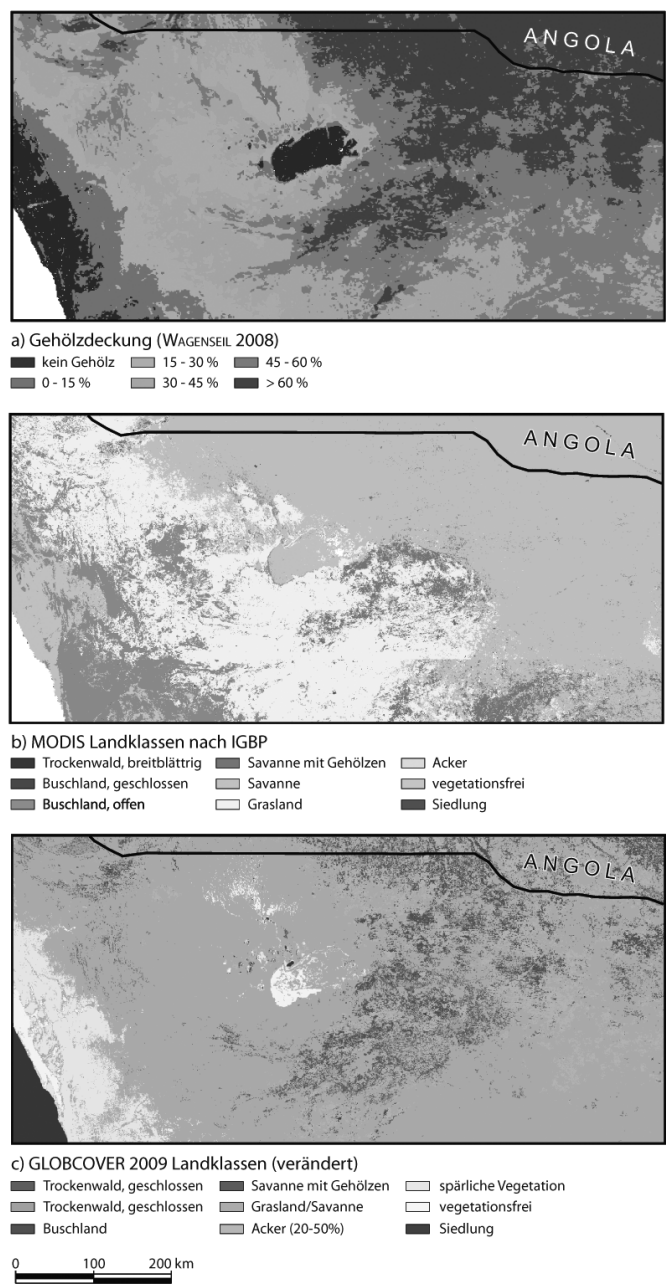 ANGOLA
a) Gehölzdeckung (WAGENSEIL 2008)
kein Gehölz 15 - 30 % 45 - 60 %
0 - 15 % 30 - 45 % > 60 %
ANGOLA
b) MODIS Landklassen nach IGBP
Trockenwald, breitblättrig Savanne mit Gehölzen Acker
Buschland, geschlossen Savanne vegetationsfrei
Buschland, offen Grasland Siedlung
ANGOLA
c) GLOBCOVER 2009 Landklassen (verändert)
Trockenwald, geschlossen Savanne mit Gehölzen spärliche Vegetation
Trockenwald, geschlossen Grasland/Savanne vegetationsfrei
Buschland Acker (20-50%) Siedlung
0 100 200 km